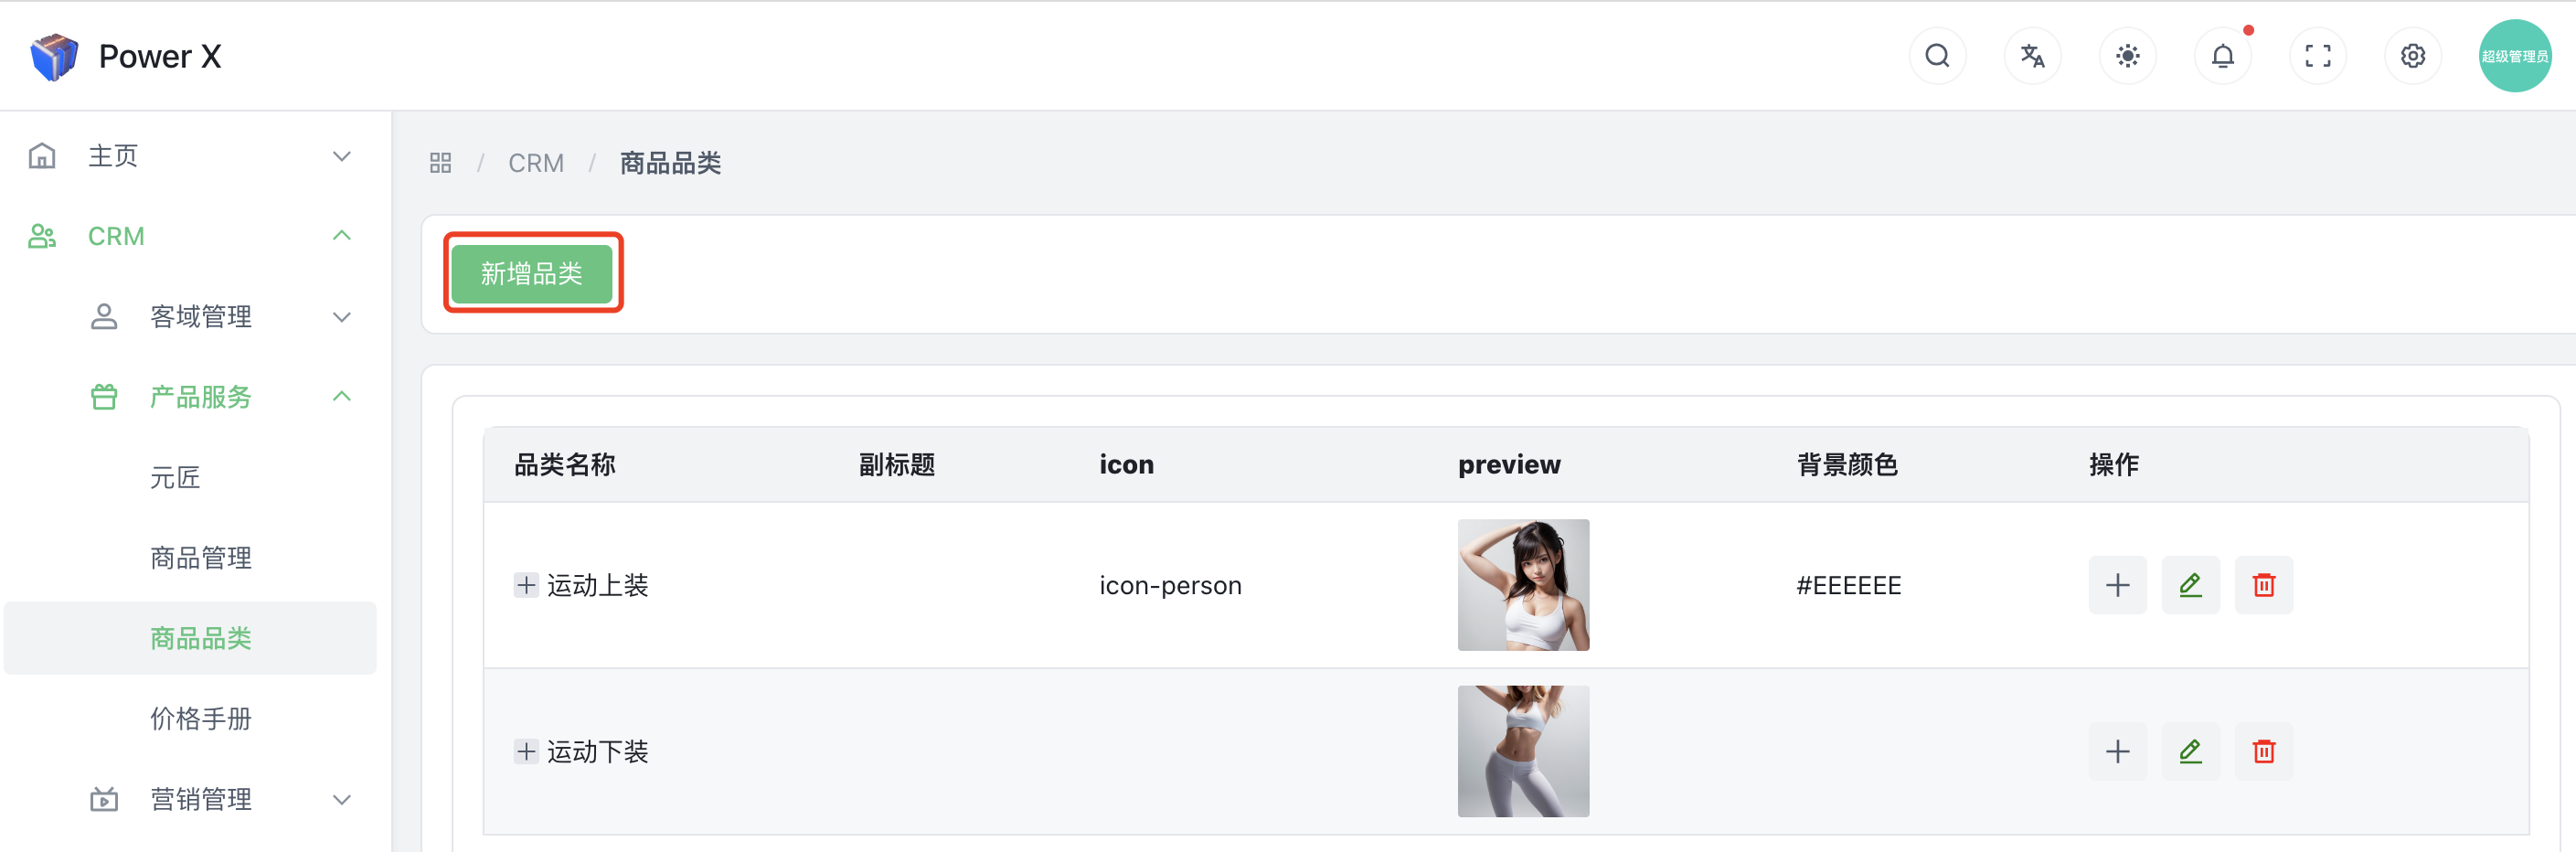 Power X
超级管理员
主页
CRM
客域管理
产品服务
元匠
商品管理
商品品类
价格手册
营销管理
/ CRM / 商品品类
新增品类
品类名称 副标题 icon preview 背景颜色 操作
运动上装 icon-person #EEEEEE
运动下装